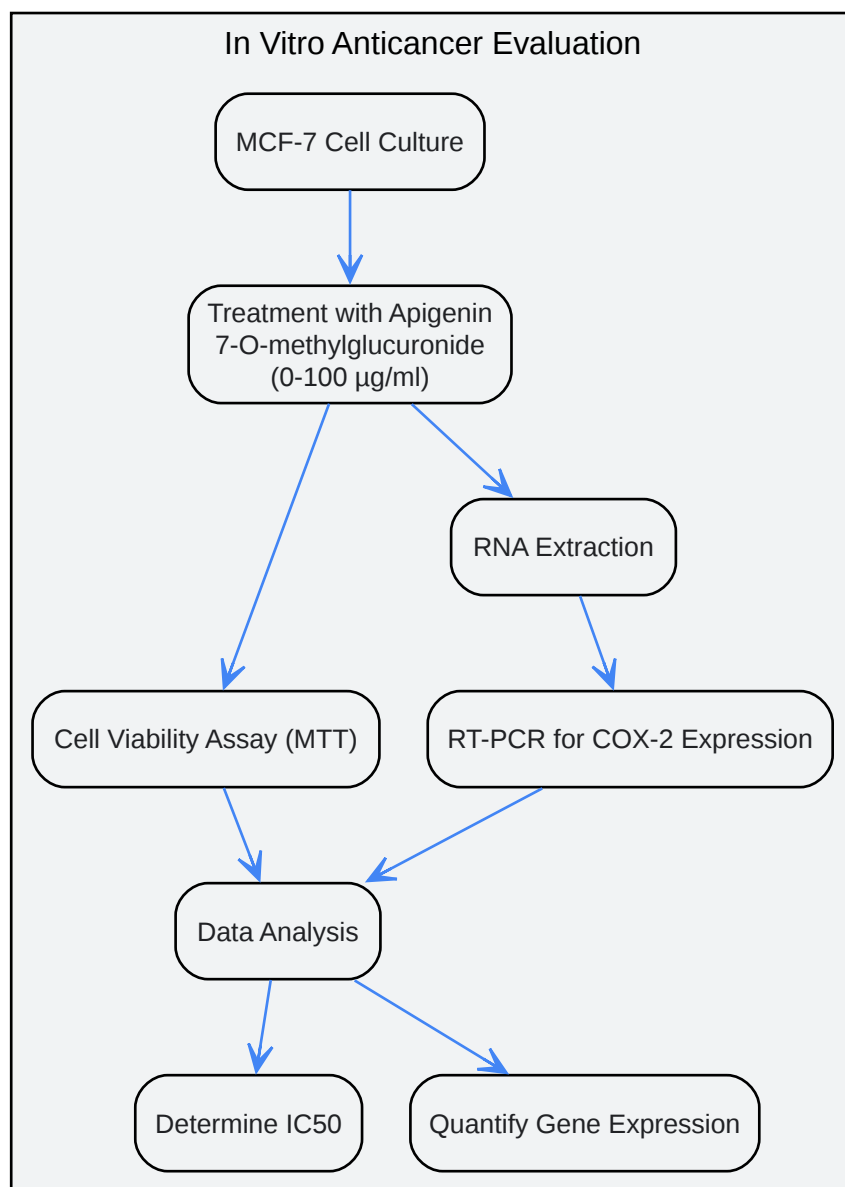 In Vitro Anticancer Evaluation
MCF-7 Cell Culture
Treatment with Apigenin
7-O-methylglucuronide
(0-100 µg/ml)
RNA Extraction
Cell Viability Assay (MTT)
RT-PCR for COX-2 Expression
Data Analysis
Determine IC50
Quantify Gene Expression